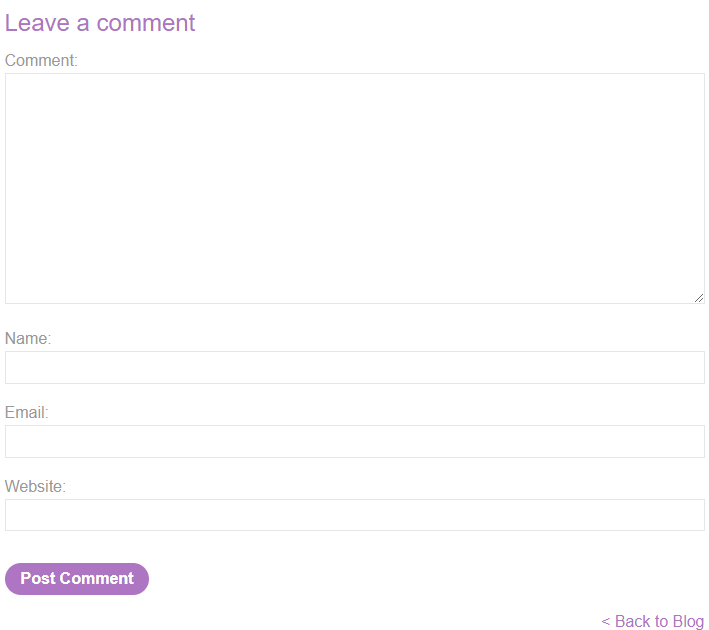 Leave a comment
Comment:
Name:
Email:
Website:
Post Comment
< Back to Blog